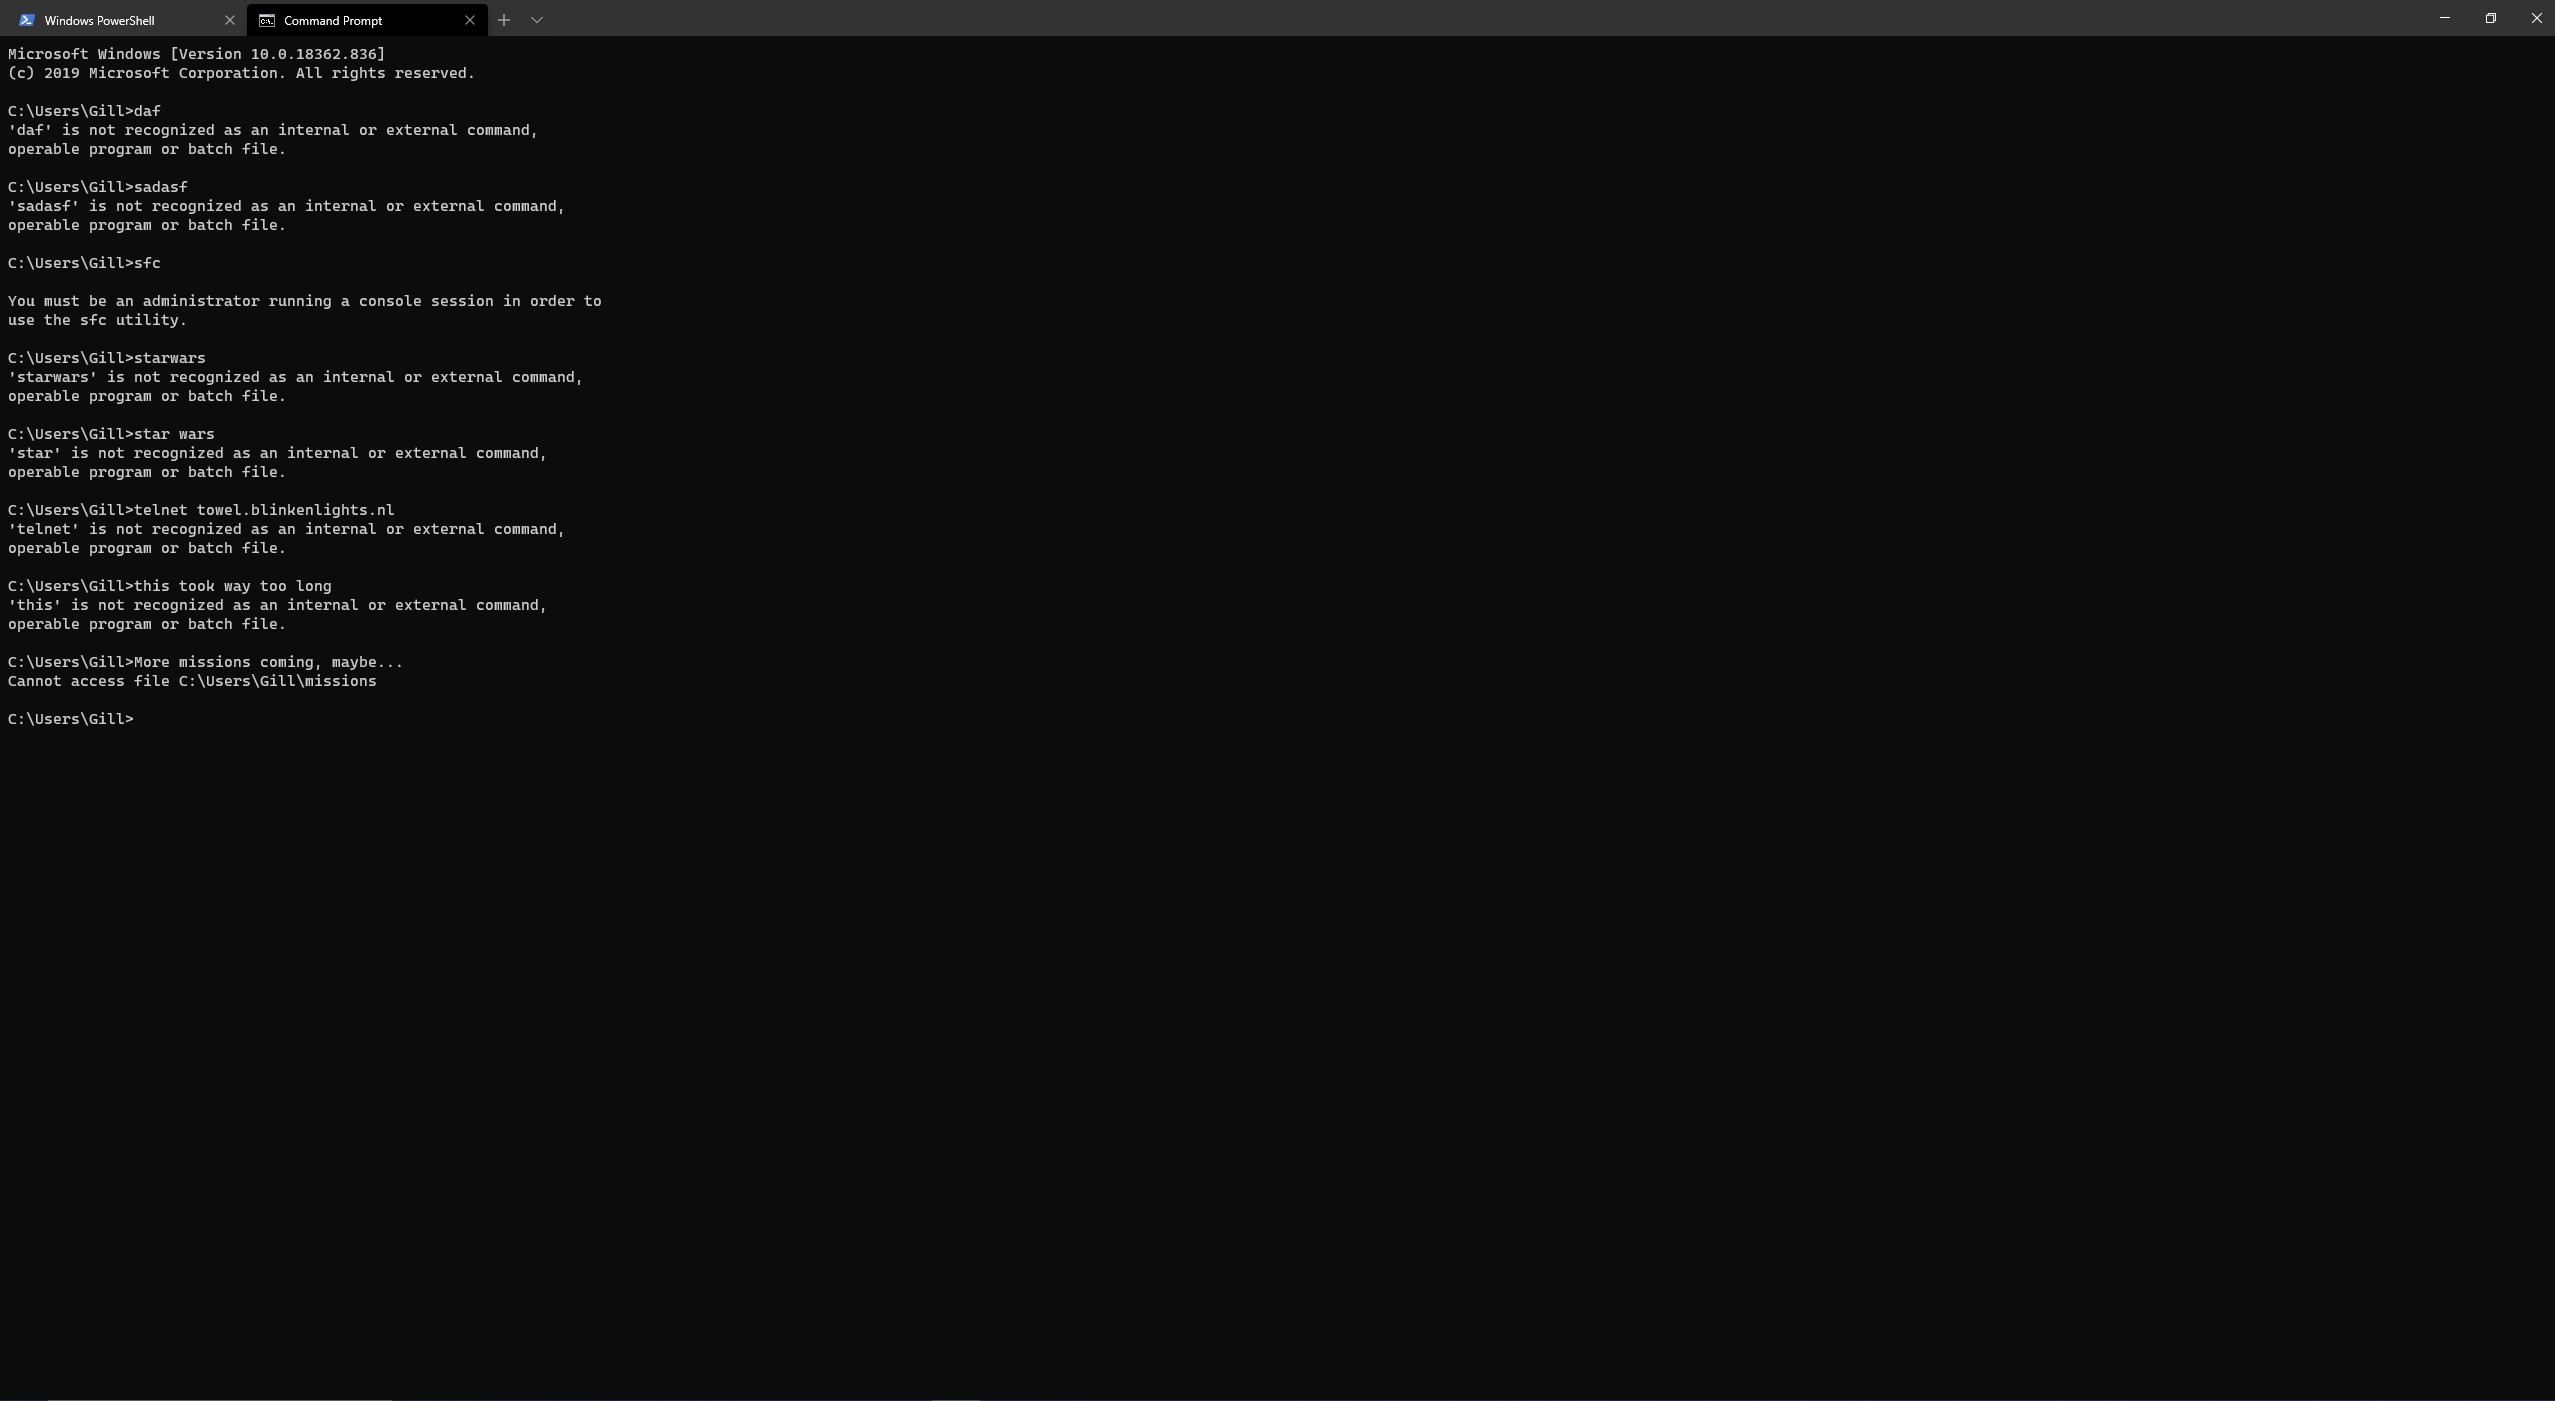 Windows PowerShell
Command Prompt
Microsoft Windows [Version 10.0.18362.836]
(c) 2019 Microsoft Corporation. All rights reserved.
C:\Users\Gill>daf
'daf' is not recognized as an internal or external command,
operable program or batch file.
C:\Users\Gill>sadasf
'sadasf' is not recognized as an internal or external command,
operable program or batch file.
C:\Users\Gill>sfc
You must be an administrator running a console session in order to
use the sfc utility.
C:\Users\Gill>starwars
'starwars' is not recognized as an internal or external command,
operable program or batch file.
C:\Users\Gill>star wars
'star' is not recognized as an internal or external command,
operable program or batch file.
C:\Users\Gill>telnet towel.blinkenlights.nl
'telnet' is not recognized as an internal or external command,
operable program or batch file.
C:\Users\Gill>this took way too long
'this' is not recognized as an internal or external command,
operable program or batch file.
C:\Users\Gill>More missions coming, maybe...
Cannot access file C:\Users\Gill\missions
C:\Users\Gill>